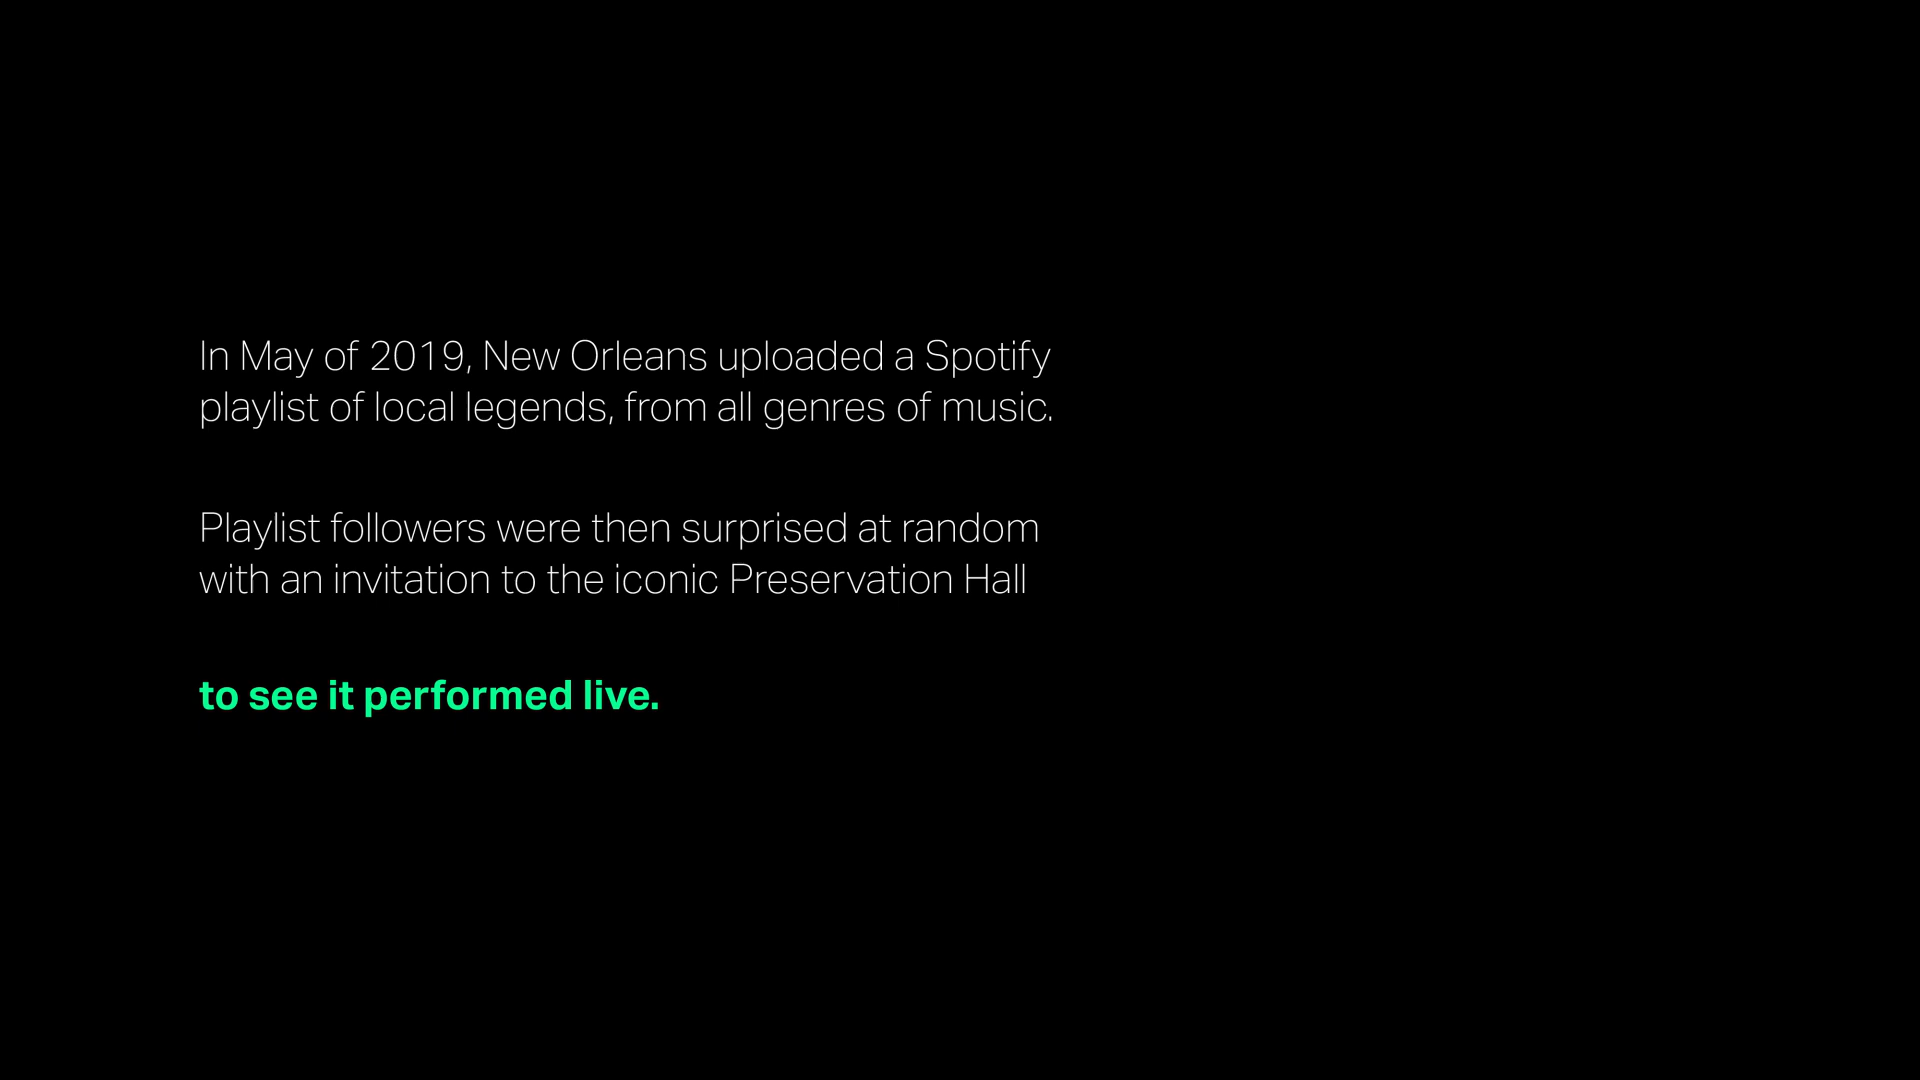 In May of 2019, New Orleans uploaded a Spotify
playlist of local legends, from all genres of music.
Playlist followers were then surprised at random
with an invitation to the iconic Preservation Hall
to see it performed live.